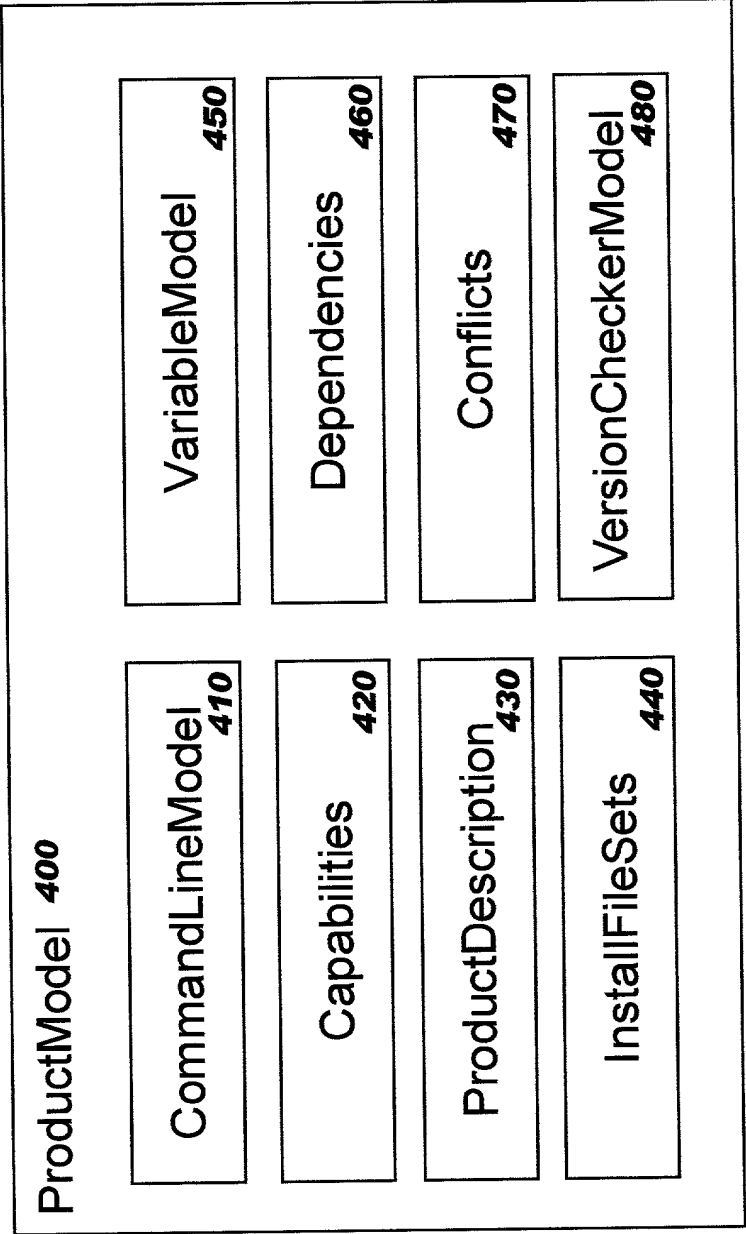 ProductModel 400
CommandLineModel
410
Capabilities
420
ProductDescription
430
InstallFileSets
440
VariableModel
450
Dependencies
460
Conflicts
470
VersionCheckerModel
480